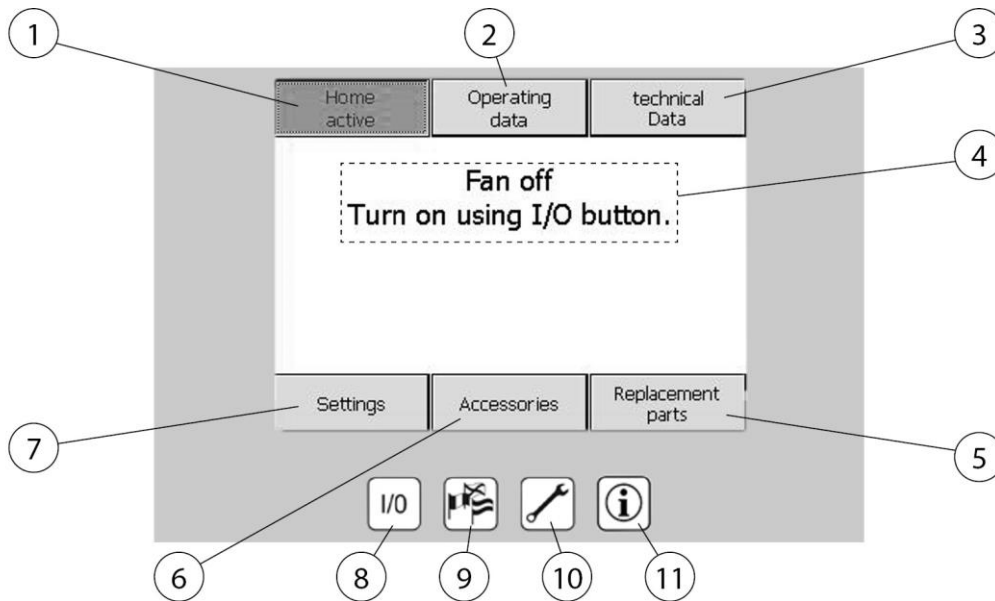 1
2
3
Home
active
Operating
data
technical
Data
4
Fan off
Turn on using I/O button.
Settings
Accessories
Replacement
parts
7
5
I/O
i
6
8
9
10
11